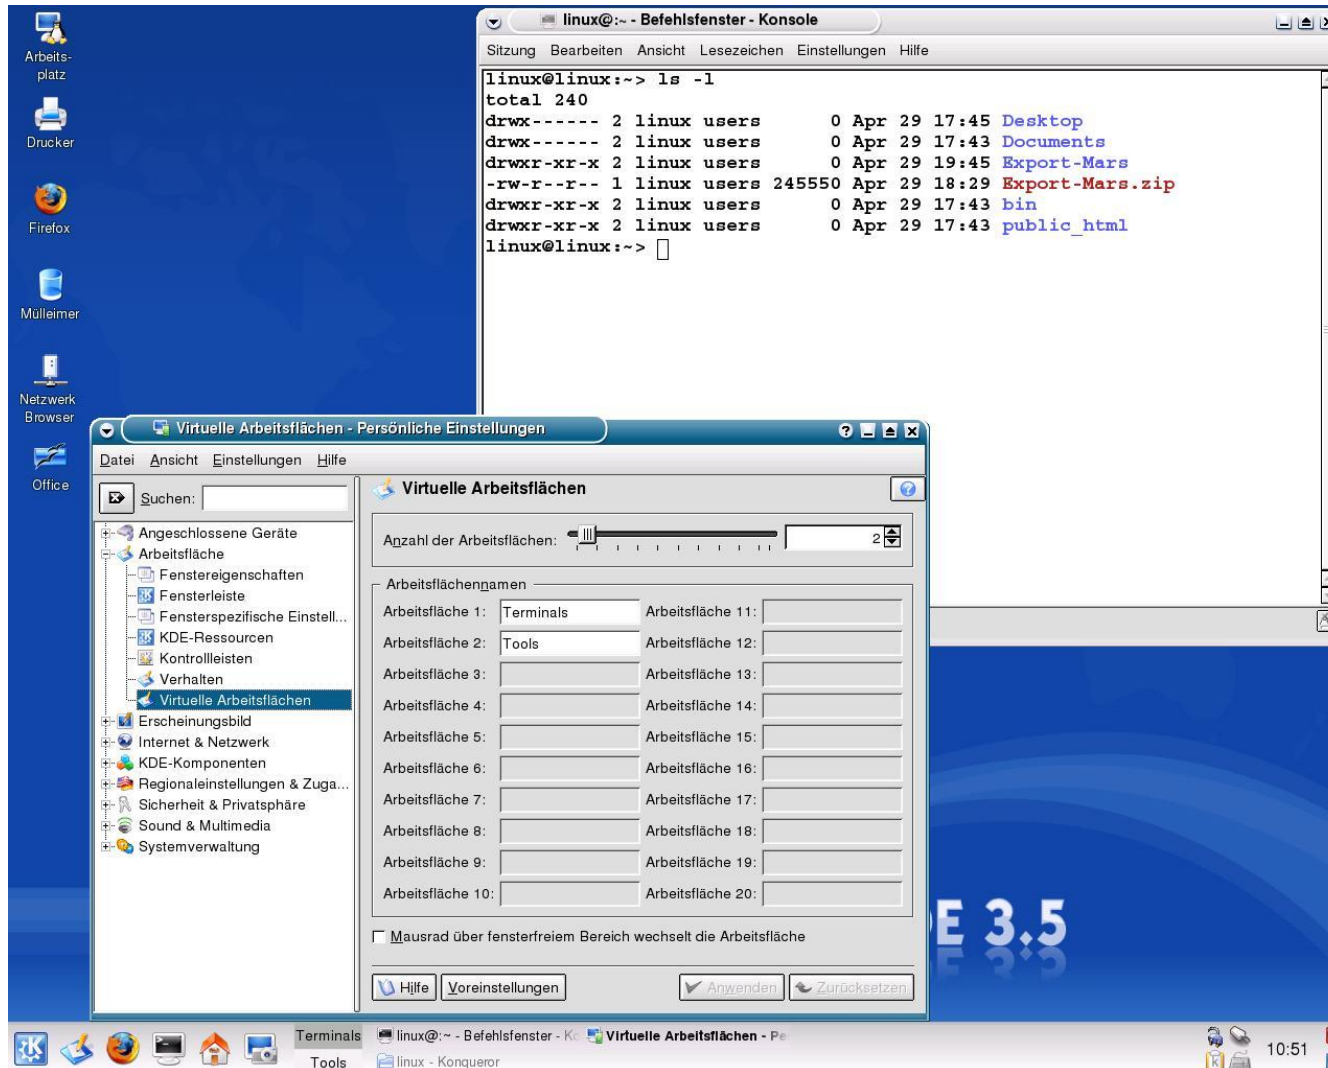 Arbeits-
platz
Drucker
Firefox
Mülleimer
Netzwerk
Browser
Office
linux@:~ - Befehlsfenster - Konsole
Sitzung Bearbeiten Ansicht Lesezeichen Einstellungen Hilfe
linux@linux:~> ls -l
total 240
drwx------ 2 linux users 0 Apr 29 17:45 Desktop
drwx------ 2 linux users 0 Apr 29 17:43 Documents
drwxr-xr-x 2 linux users 0 Apr 29 19:45 Export-Mars
-rw-r--r-- 1 linux users 245550 Apr 29 18:29 Export-Mars.zip
drwxr-xr-x 2 linux users 0 Apr 29 17:43 bin
drwxr-xr-x 2 linux users 0 Apr 29 17:43 public_html
linux@linux:~>
Virtuelle Arbeitsflächen - Persönliche Einstellungen
Datei Ansicht Einstellungen Hilfe
Suchen:
Angeschlossene Geräte
Arbeitsfläche
Fenstereigenschaften
Fensterleiste
Fensterspezifische Einstell...
KDE-Ressourcen
Kontrollleisten
Verhalten
Virtuelle Arbeitsflächen
Erscheinungsbild
Internet & Netzwerk
KDE-Komponenten
Regionaleinstellungen & Zuga...
Sicherheit & Privatsphäre
Sound & Multimedia
Systemverwaltung
Virtuelle Arbeitsflächen
Anzahl der Arbeitsflächen: 2
Arbeitsflächennamen
Arbeitsfläche 1: Terminals Arbeitsfläche 11:
Arbeitsfläche 2: Tools Arbeitsfläche 12:
Arbeitsfläche 3: Arbeitsfläche 13:
Arbeitsfläche 4: Arbeitsfläche 14:
Arbeitsfläche 5: Arbeitsfläche 15:
Arbeitsfläche 6: Arbeitsfläche 16:
Arbeitsfläche 7: Arbeitsfläche 17:
Arbeitsfläche 8: Arbeitsfläche 18:
Arbeitsfläche 9: Arbeitsfläche 19:
Arbeitsfläche 10: Arbeitsfläche 20:
Mausrad über fensterfreiem Bereich wechselt die Arbeitsfläche
Hilfe Voreinstellungen Anwenden Zurücksetzen
E 3.5
Terminals linux@:~ - Befehlsfenster - Ko Virtuelle Arbeitsflächen - Pe
Tools linux - Konqueror
10:51